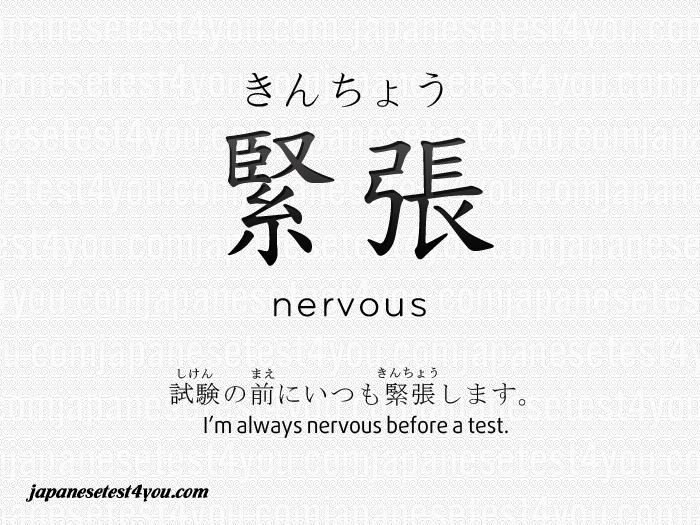 きんちょう
緊張
nervous
しけん まえ きんちょう
試験の前にいつも緊張します。
I'm always nervous before a test.
japanesetest4you.com